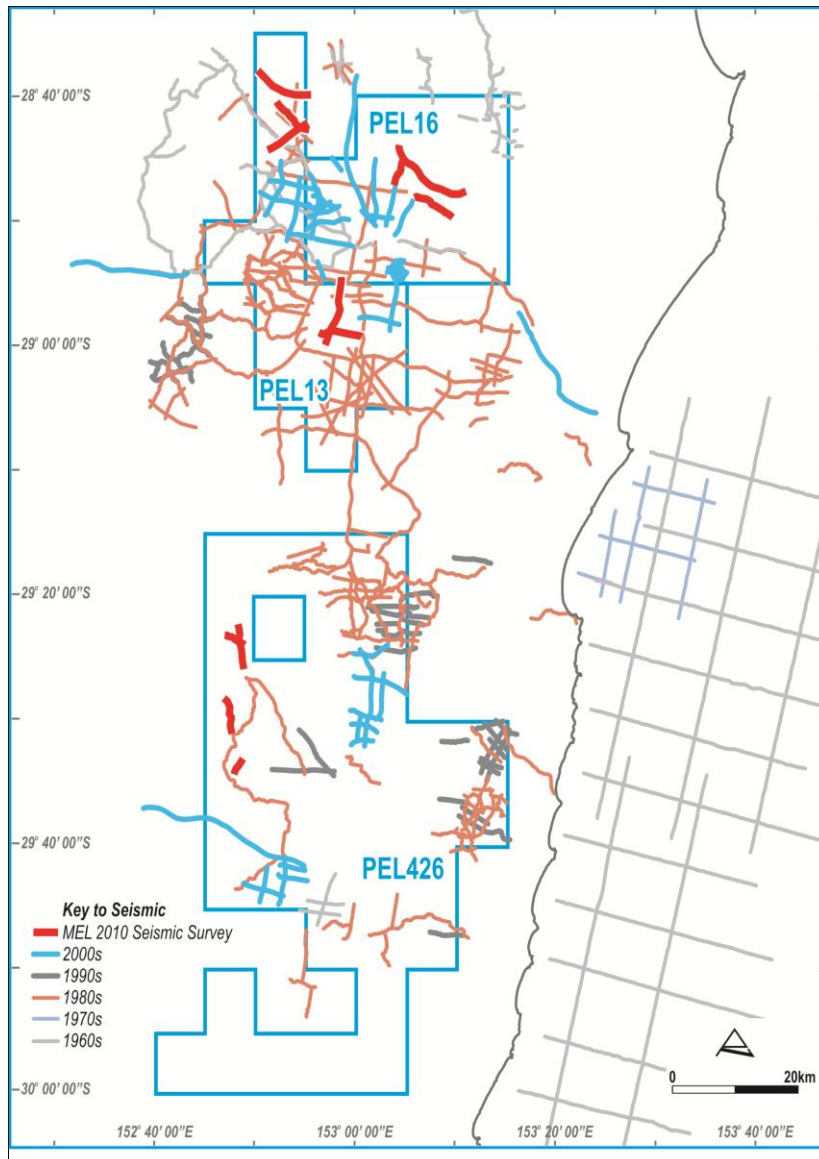 28° 40' 00"S
PEL16
29° 00' 00"S
PEL13
29° 20' 00"S
29° 40' 00"S
PEL426
Key to Seismic
MEL 2010 Seismic Survey
2000s
1990s
1980s
1970s
1960s
0 20km
30° 00' 00"S
152° 40' 00"E 153° 00' 00"E 153° 20' 00"E 153° 40' 00"E